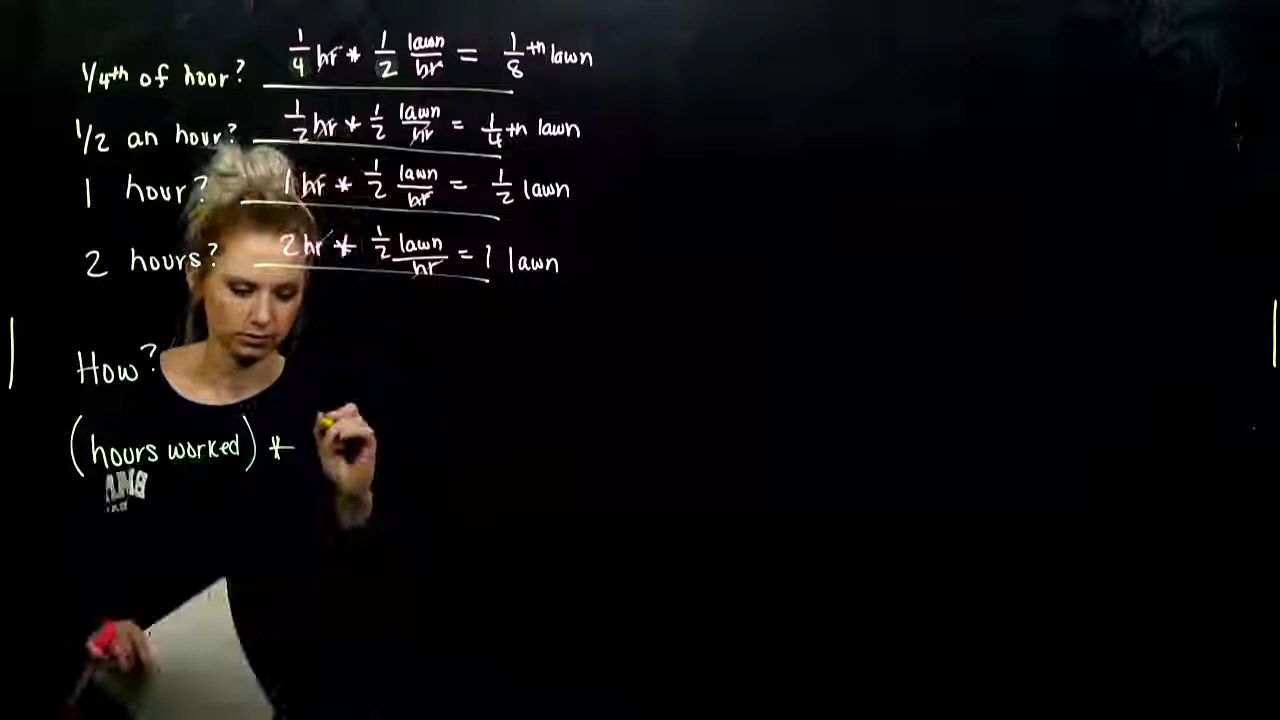 1/4th of hoor? 1/4 hr * 1/2 lawn/hr = 1/8th lawn
1/2 an hour? 1/2 hr * 1/2 lawn/hr = 1/4th lawn
1 hour? 1 hr * 1/2 lawn/hr = 1/2 lawn
2 hours? 2 hr * 1/2 lawn/hr = 1 lawn
How?
(hours worked) *